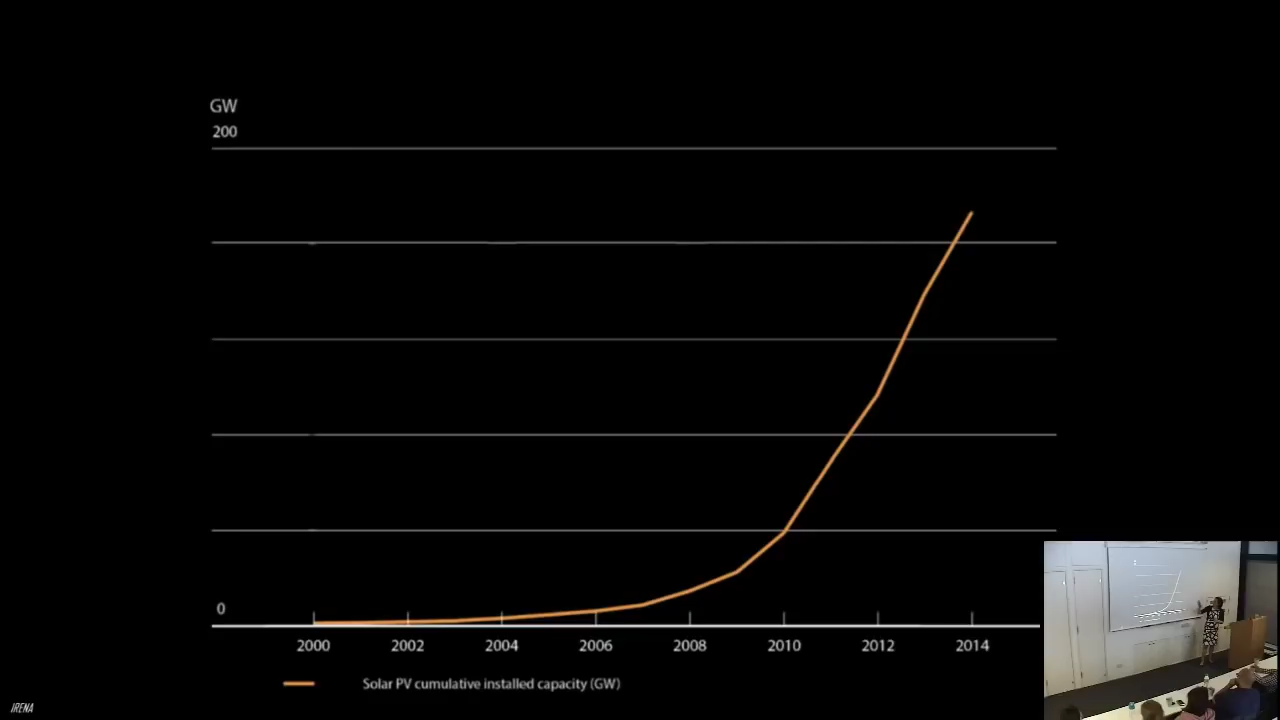 GW
200
0
2000 2002 2004 2006 2008 2010 2012 2014
Solar PV cumulative installed capacity (GW)
IRENA